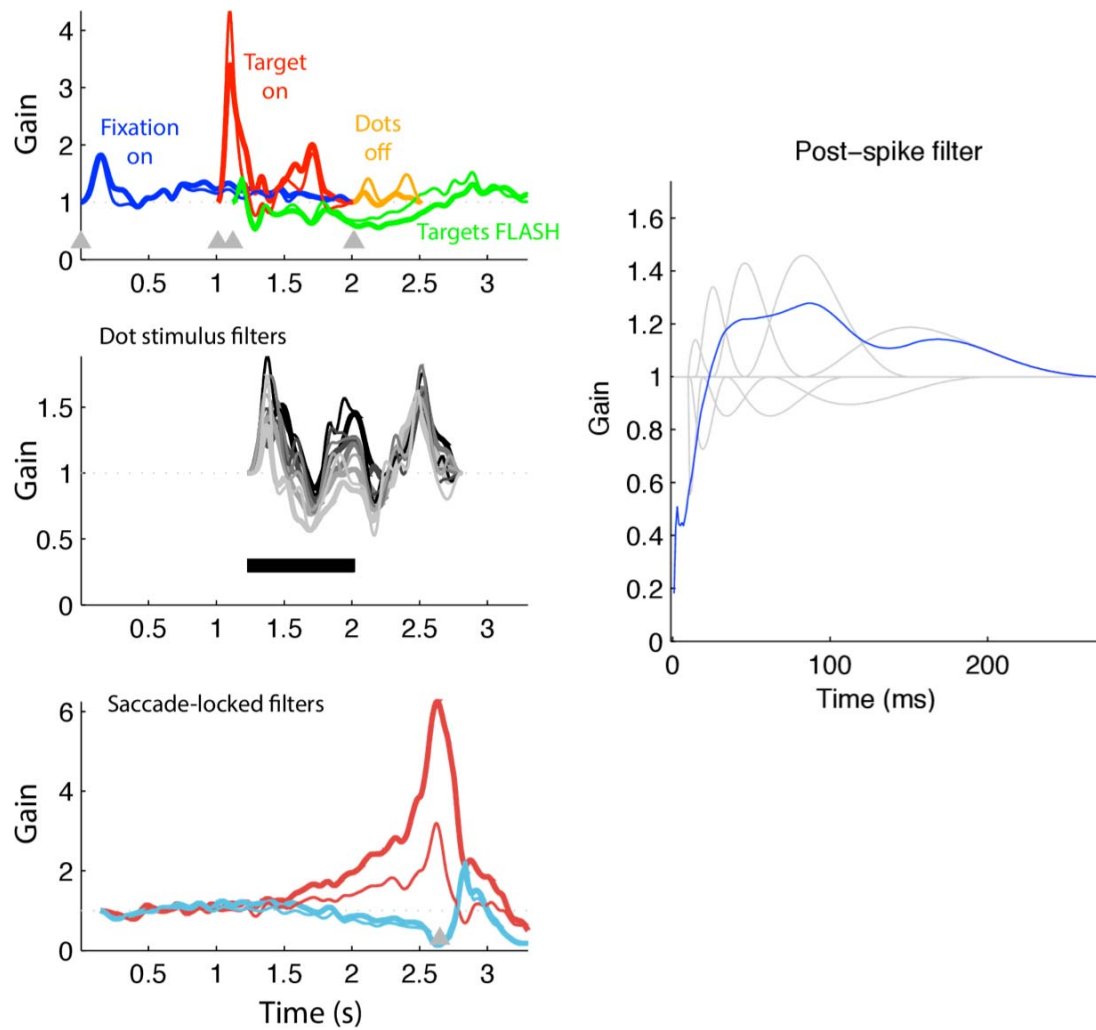 Gain
4
3
2
1
0
Fixation
on
Target
on
Dots
off
Targets FLASH
0.5 1 1.5 2 2.5 3
Dot stimulus filters
Gain
1.5
1
0.5
0
0.5 1 1.5 2 2.5 3
Saccade-locked filters
Gain
6
4
2
0
0.5 1 1.5 2 2.5 3
Time (s)
Post-spike filter
Gain
1.6
1.4
1.2
1
0.8
0.6
0.4
0.2
0
0 100 200
Time (ms)